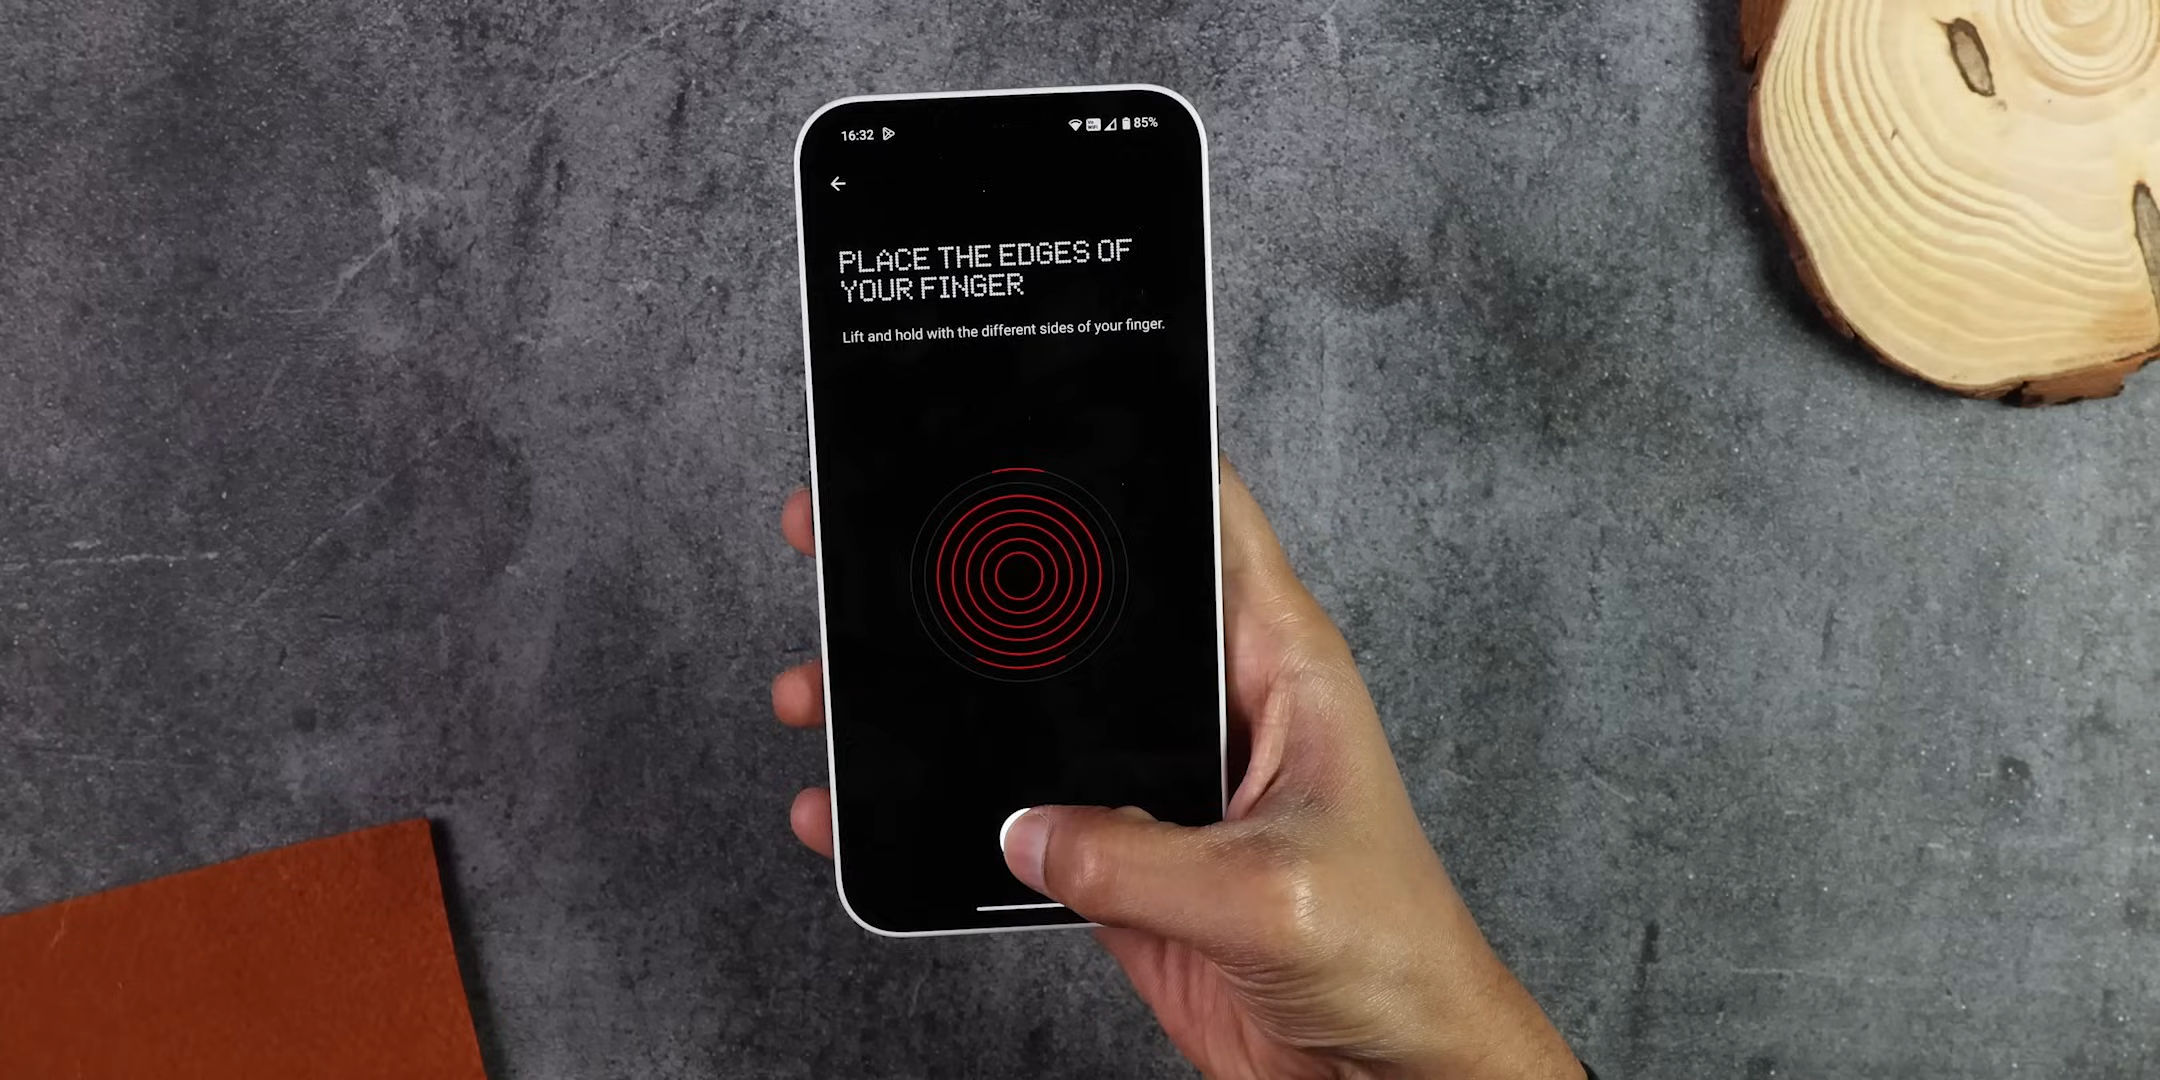 16:32 85%
PLACE THE EDGES OF
YOUR FINGER
Lift and hold with the different sides of your finger.